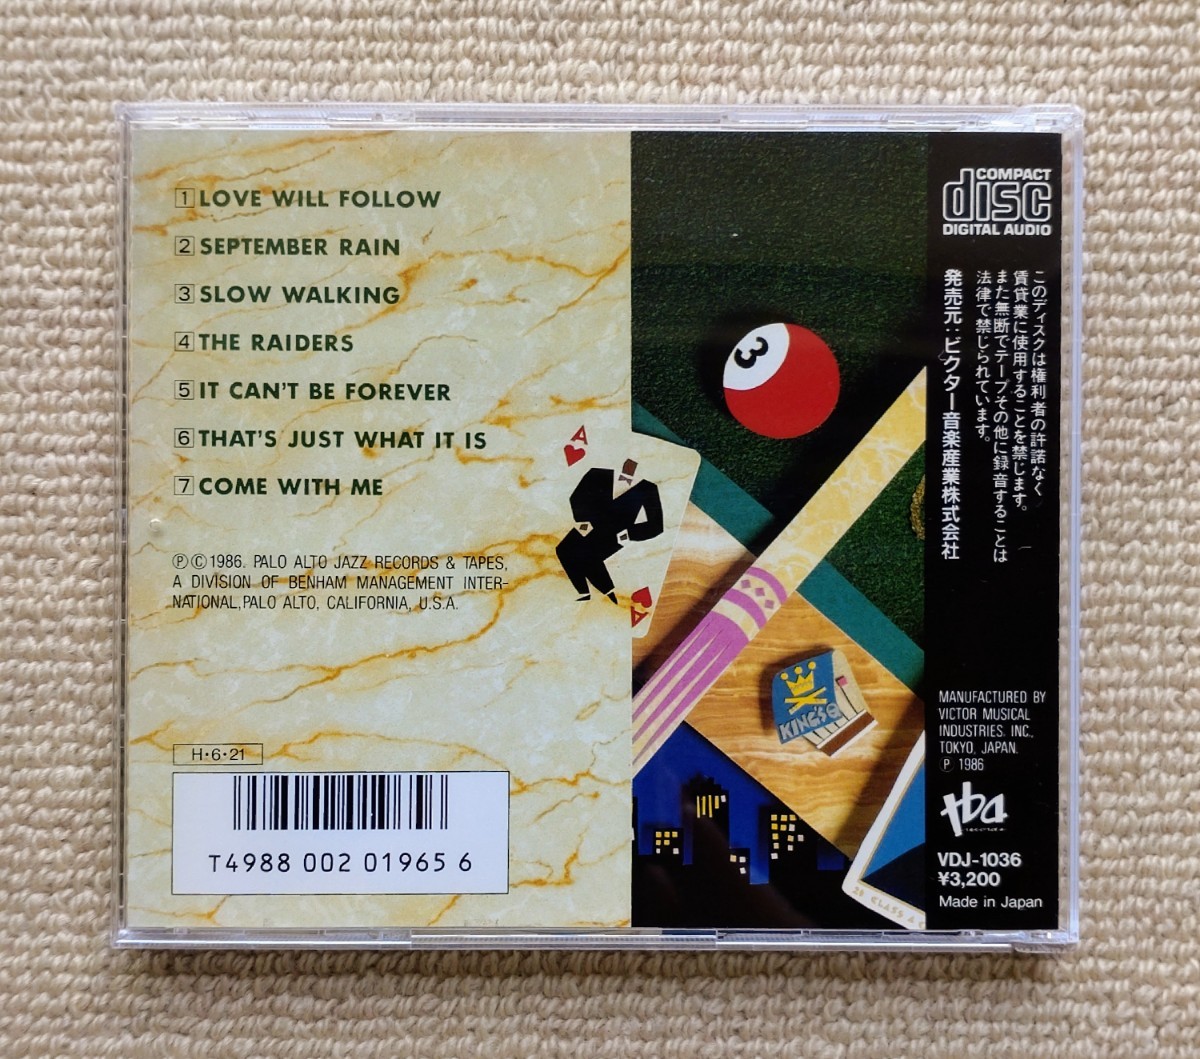 1 LOVE WILL FOLLOW
2 SEPTEMBER RAIN
3 SLOW WALKING
4 THE RAIDERS
5 IT CAN'T BE FOREVER
6 THAT'S JUST WHAT IT IS
7 COME WITH ME
Ⓟ©1986. PALO ALTO JAZZ RECORDS & TAPES,
A DIVISION OF BENHAM MANAGEMENT INTER-
NATIONAL, PALO ALTO, CALIFORNIA, U.S.A.
H・6・21
T4988 002 01965 6
3
A
A
KING'S
28 CLASS A
COMPACT
disc
DIGITAL AUDIO
このディスクは権利者の許諾なく
賃貸業に使用することを禁じます。
また無断でテープその他に録音することは
法律で禁じられています。
発売元:ビクター音楽産業株式会社
MANUFACTURED BY
VICTOR MUSICAL
INDUSTRIES. INC.,
TOKYO, JAPAN.
Ⓟ 1986
tba
VDJ-1036
¥3,200
Made in Japan